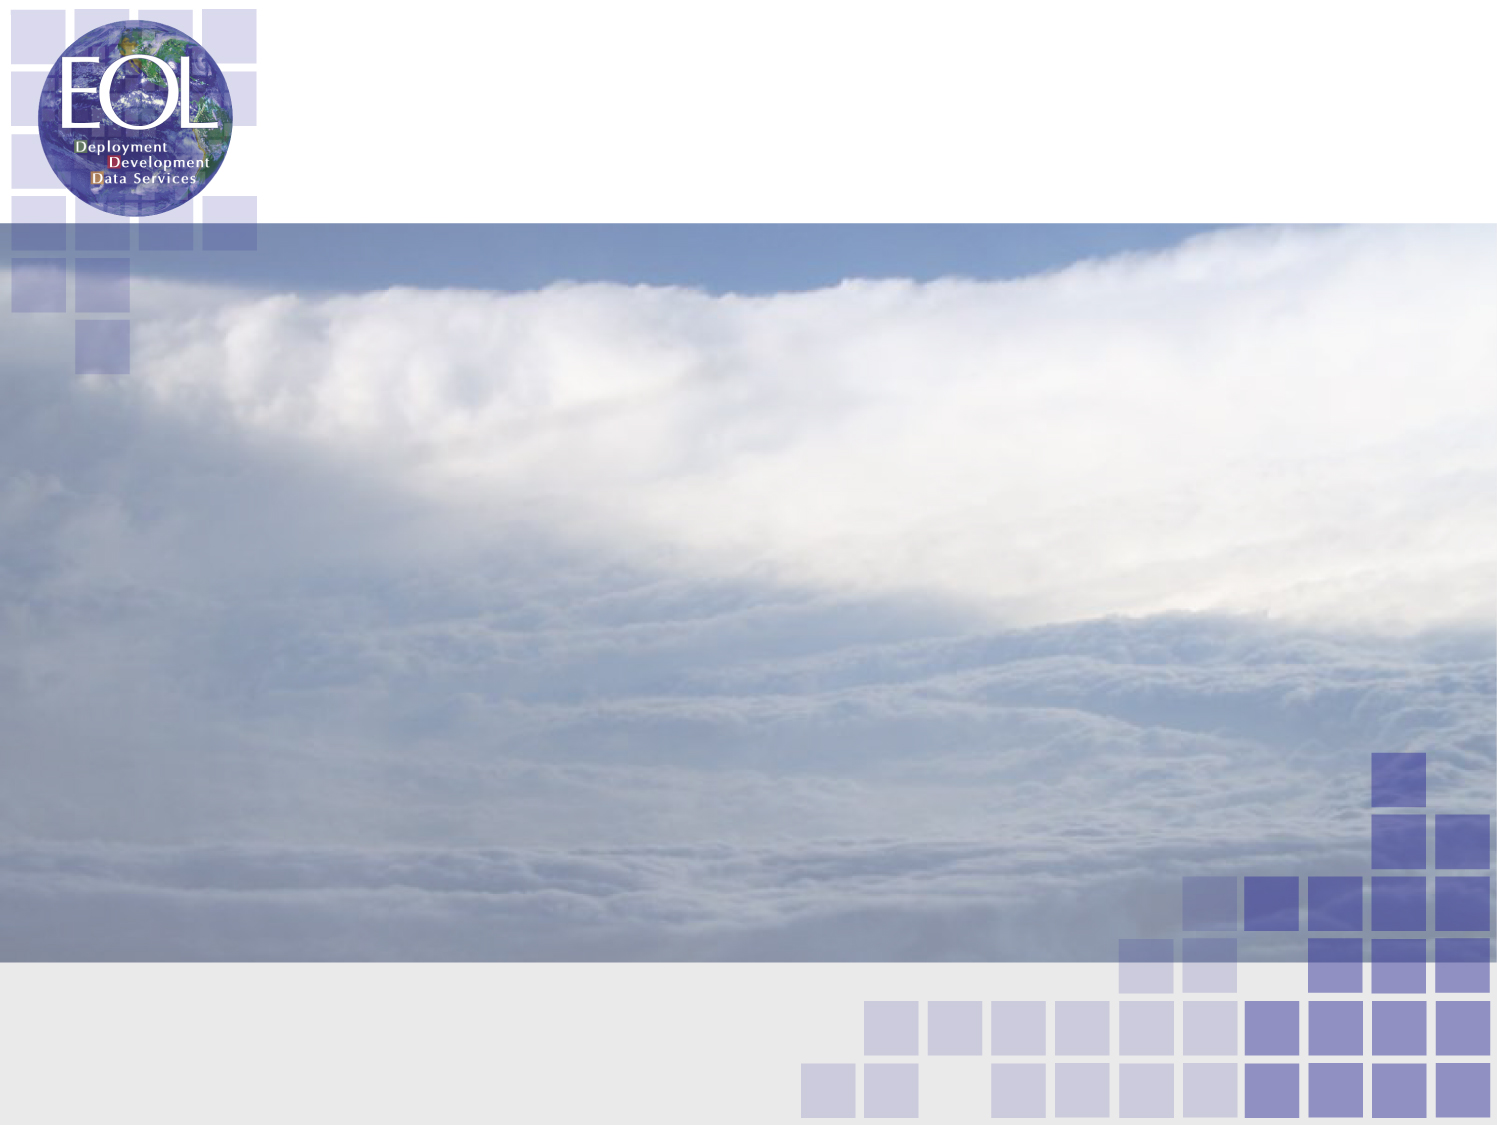 EOL
Deployment
Development
Data Services